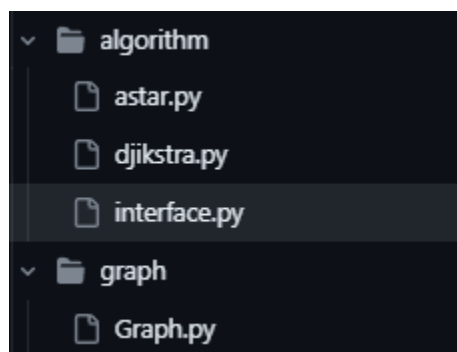 algorithm
astar.py
djikstra.py
interface.py
graph
Graph.py